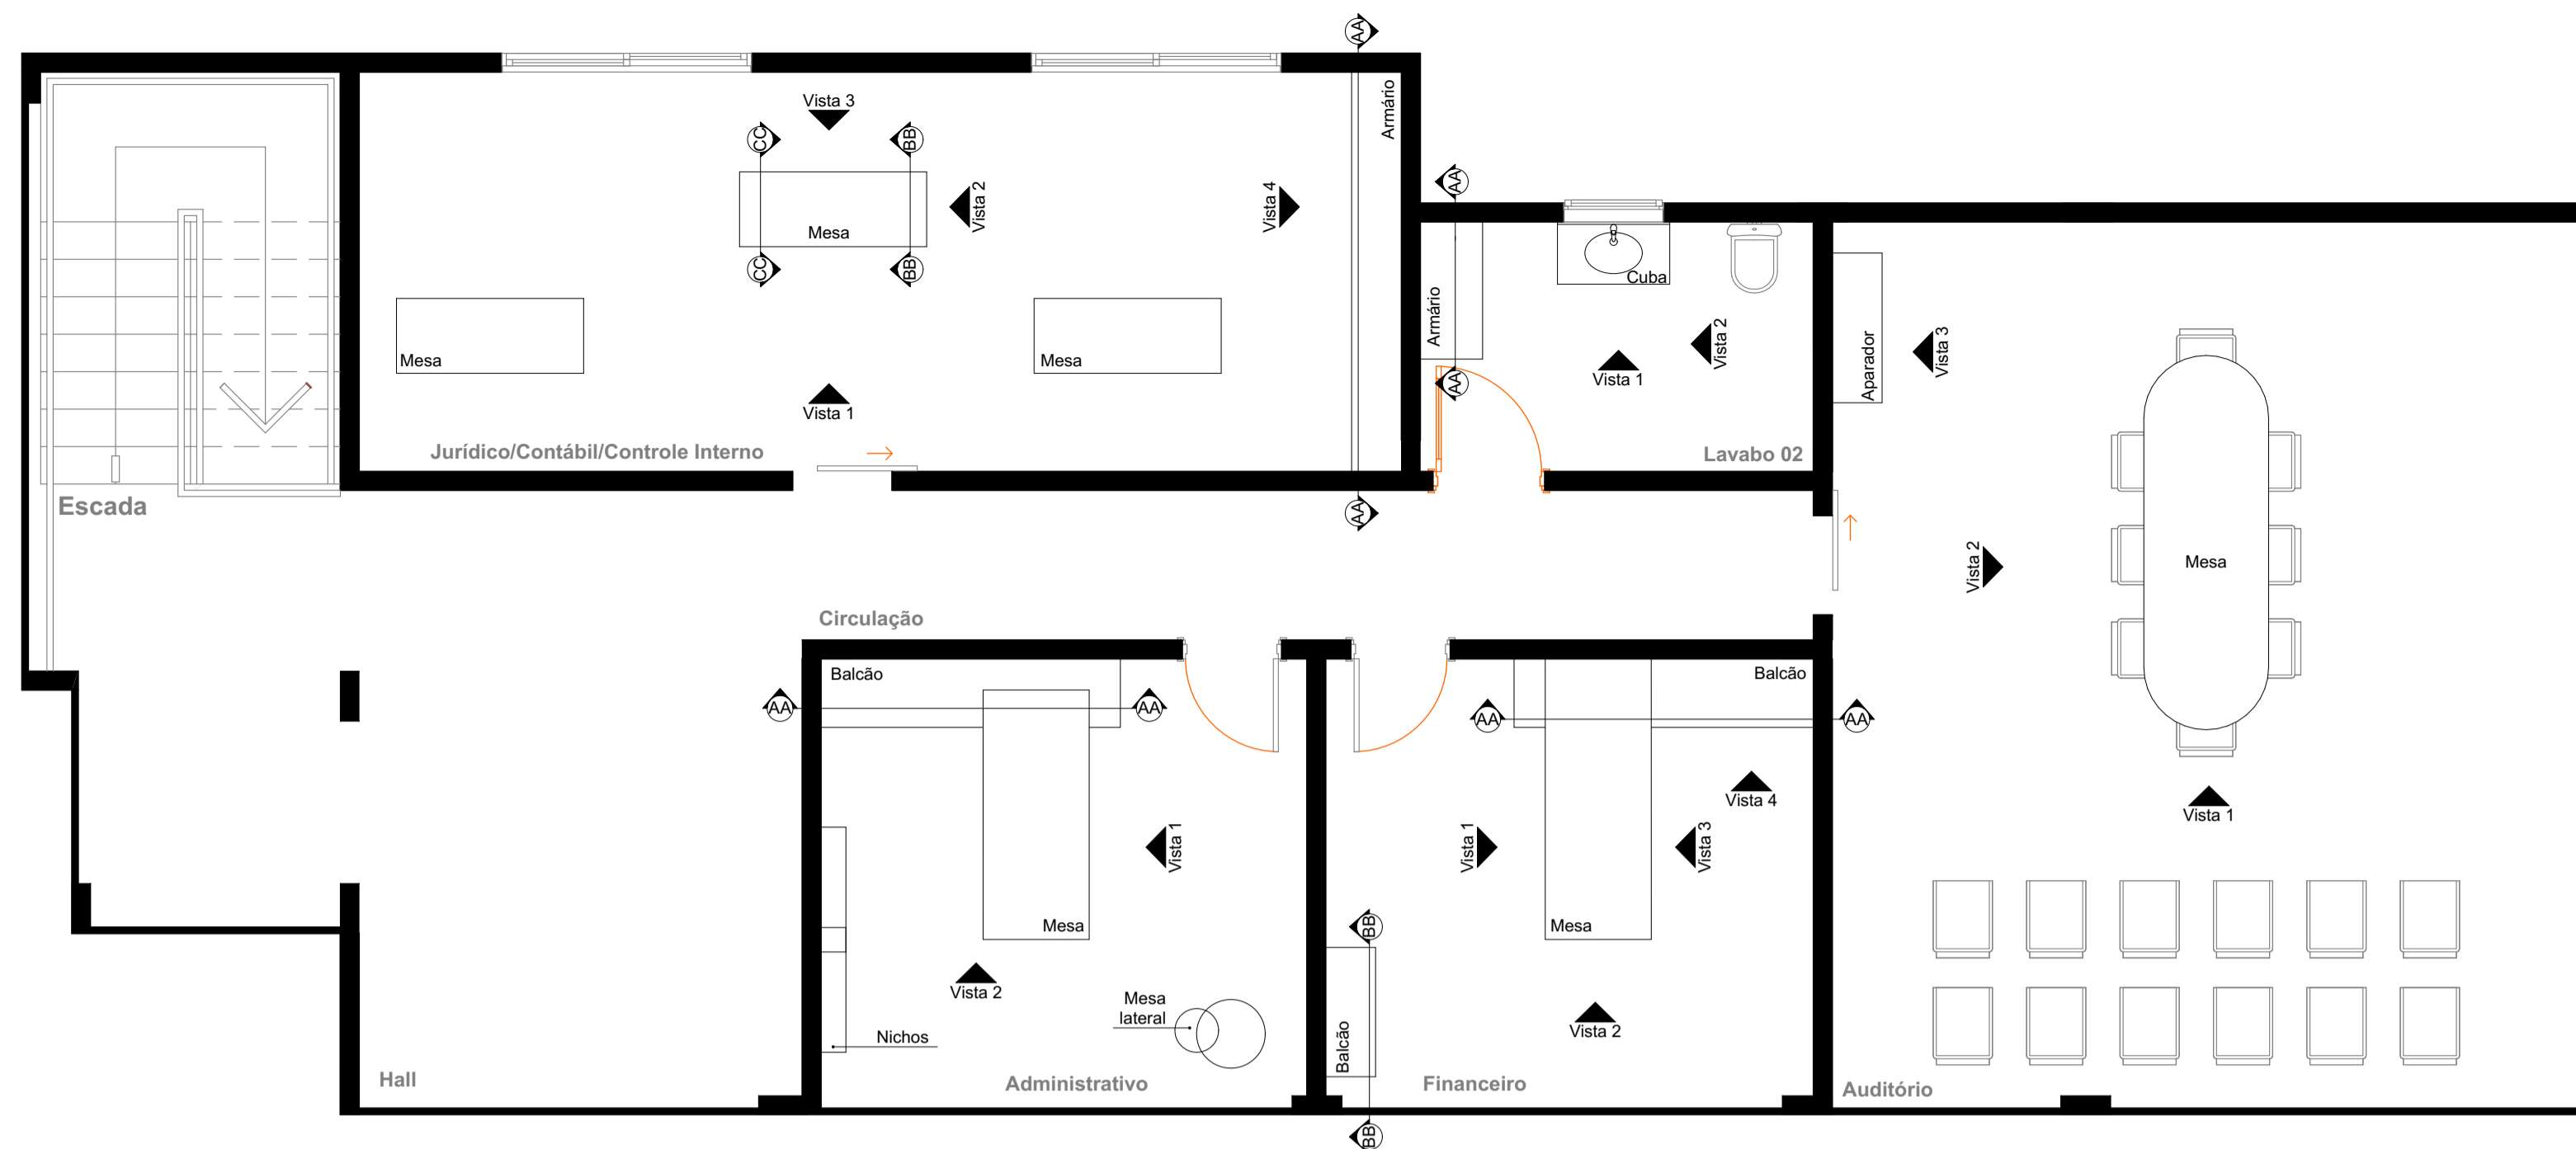 AA
Armário
Vista 3
CC
BB
Vista 2
Vista 4
Mesa
CC
BB
Mesa
Mesa
Vista 1
Jurídico/Contábil/Controle Interno
AA
AA
Armário
Cuba
Vista 2
Vista 1
AA
Lavabo 02
Aparador
Vista 3
Mesa
Vista 2
Vista 1
Escada
Circulação
Balcão
AA
AA
Vista 1
Mesa
Vista 2
Mesa
lateral
Nichos
Hall
Administrativo
Balcão
AA
AA
Vista 4
Vista 1
Vista 3
Mesa
BB
Vista 2
Balcão
Financeiro
BB
Auditório